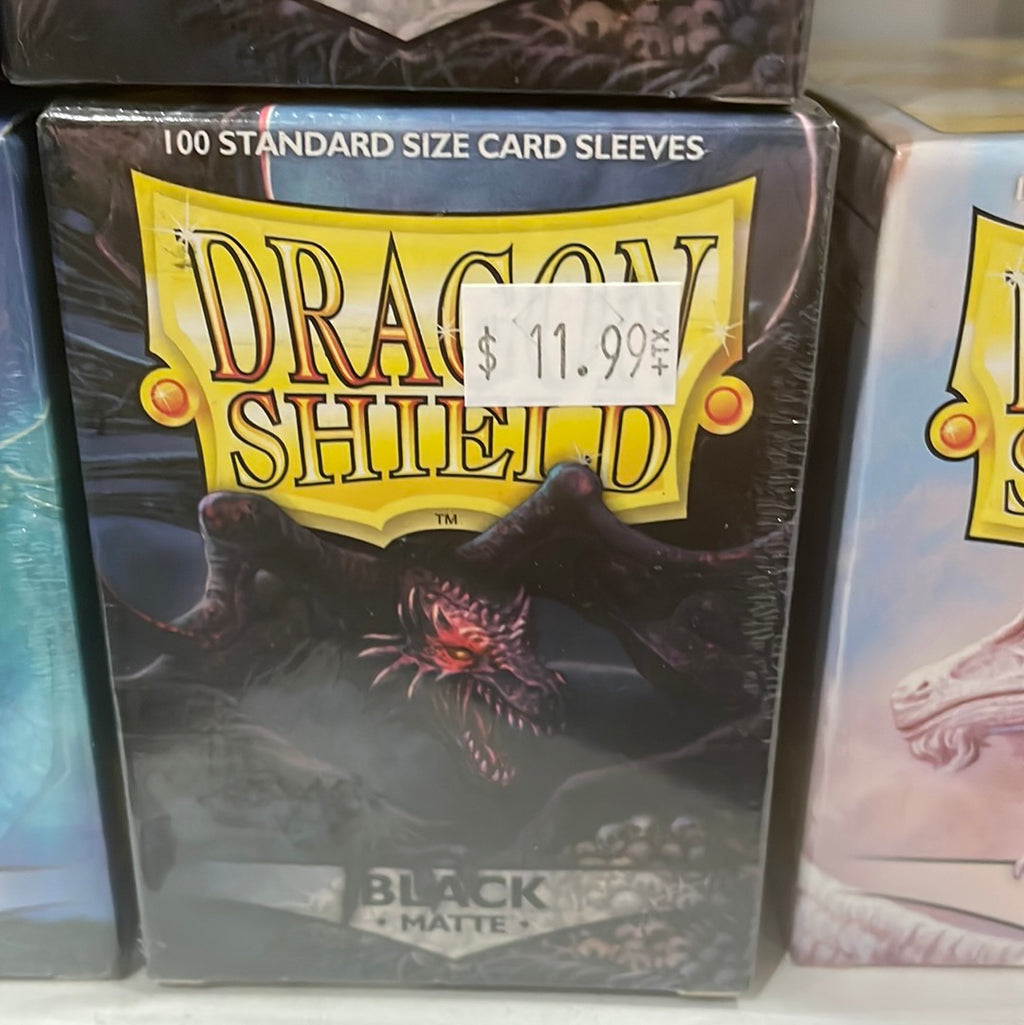 100 STANDARD SIZE CARD SLEEVES
DRAGON
$ 11.99 +TX
SHIELD
TM
BLACK
• MATTE •